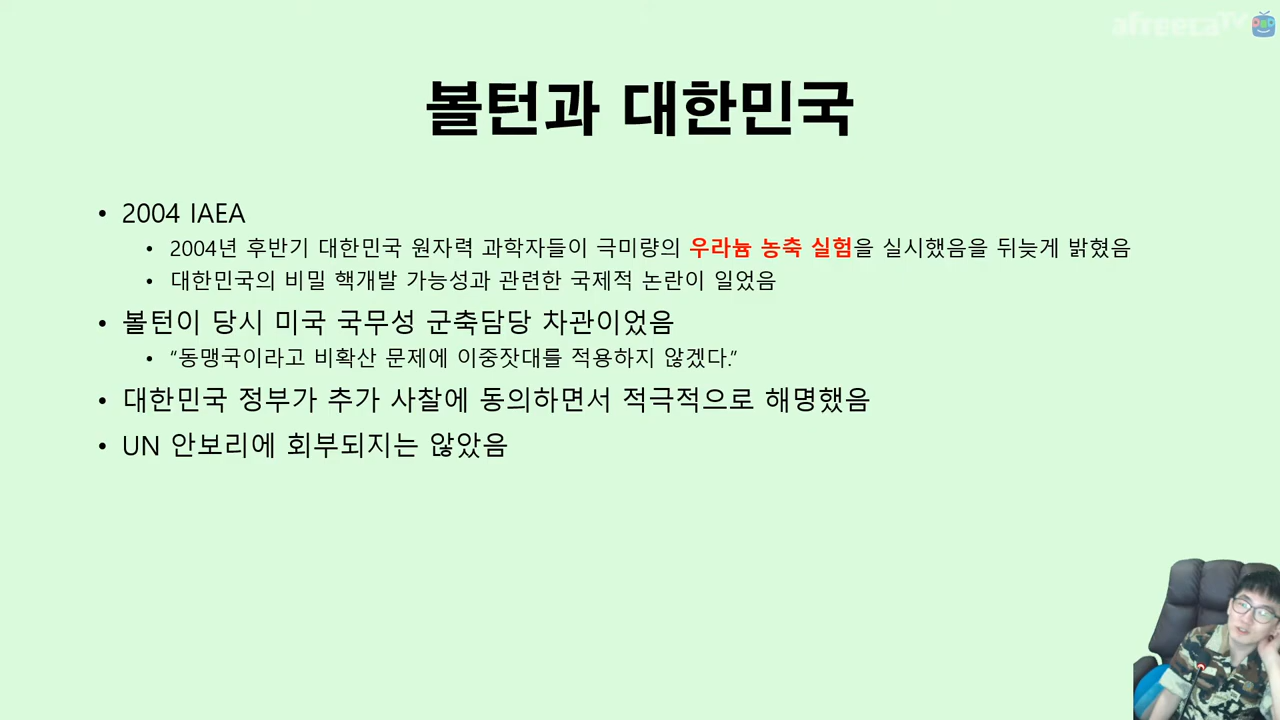 afreecaTV
볼턴과 대한민국
• 2004 IAEA
• 2004년 후반기 대한민국 원자력 과학자들이 극미량의 우라늄 농축 실험을 실시했음을 뒤늦게 밝혔음
• 대한민국의 비밀 핵개발 가능성과 관련한 국제적 논란이 일었음
• 볼턴이 당시 미국 국무성 군축담당 차관이었음
• “동맹국이라고 비확산 문제에 이중잣대를 적용하지 않겠다.”
• 대한민국 정부가 추가 사찰에 동의하면서 적극적으로 해명했음
• UN 안보리에 회부되지는 않았음